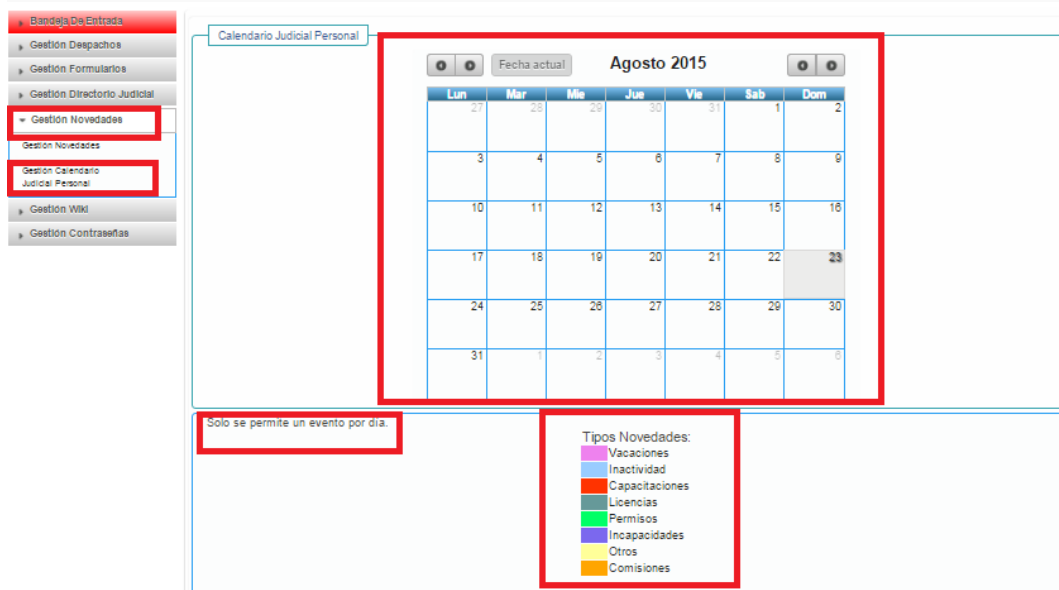 Bandeja De Entrada
Gestión Despachos
Gestión Formularios
Gestión Directorio Judicial
Gestión Novedades
Gestión Novedades
Gestión Calendario
Judicial Personal
Gestión Wiki
Gestión Contraseñas
Calendario Judicial Personal
Fecha actual Agosto 2015
Lun Mar Mie Jue Vie Sab Dom
27 28 29 30 31 1 2
3 4 5 6 7 8 9
10 11 12 13 14 15 16
17 18 19 20 21 22 23
24 25 26 27 28 29 30
31 1 2 3 4 5 6
Solo se permite un evento por día.
Tipos Novedades:
Vacaciones
Inactividad
Capacitaciones
Licencias
Permisos
Incapacidades
Otros
Comisiones